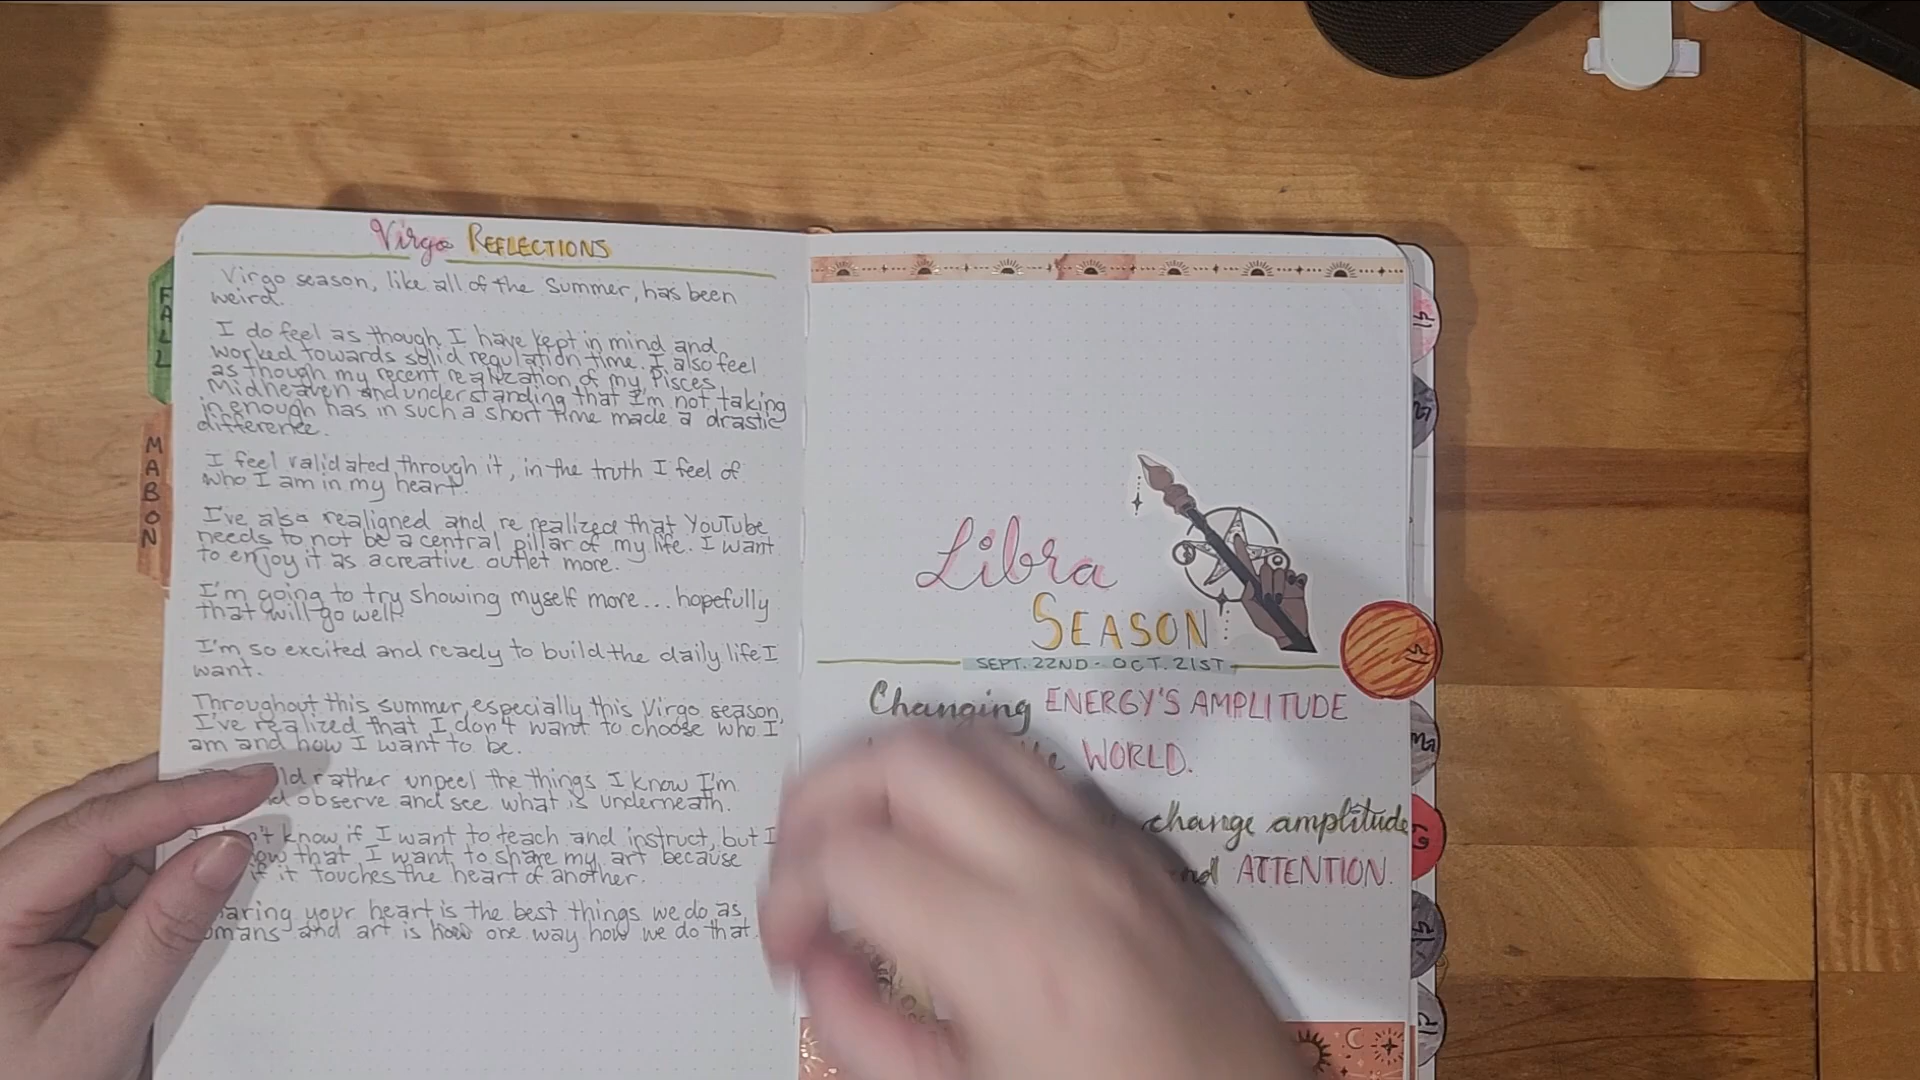 Virgo REFLECTIONS
Virgo season, like all of the Summer, has been
weird.
I do feel as though I have kept in mind and
worked towards solid regulation time. I also feel
as though my recent realization of my Pisces
Midheaven and understanding that I'm not taking
in enough has in such a short time made a drastic
difference.
I feel validated through it, in the truth I feel of
who I am in my heart.
I've also realigned and re realized that YouTube
needs to not be a central pillar of my life. I want
to enjoy it as a creative outlet more.
I'm going to try showing myself more... hopefully
that will go well.
I'm so excited and ready to build the daily life I
want.
Throughout this summer, especially this Virgo season,
I've realized that I don't want to choose who I
am and how I want to be.
rather unpeel the things I know I'm
observe and see what is underneath.
know if I want to teach and instruct, but I
that I want to share my art because
if it touches the heart of another.
your heart is the best things we do as
and art is how one way how we do that.
FALL
MABON
Libra
SEASON
SEPT. 22ND - OCT. 21ST
Changing ENERGY'S AMPLITUDE
WORLD.
change amplitude
and ATTENTION.